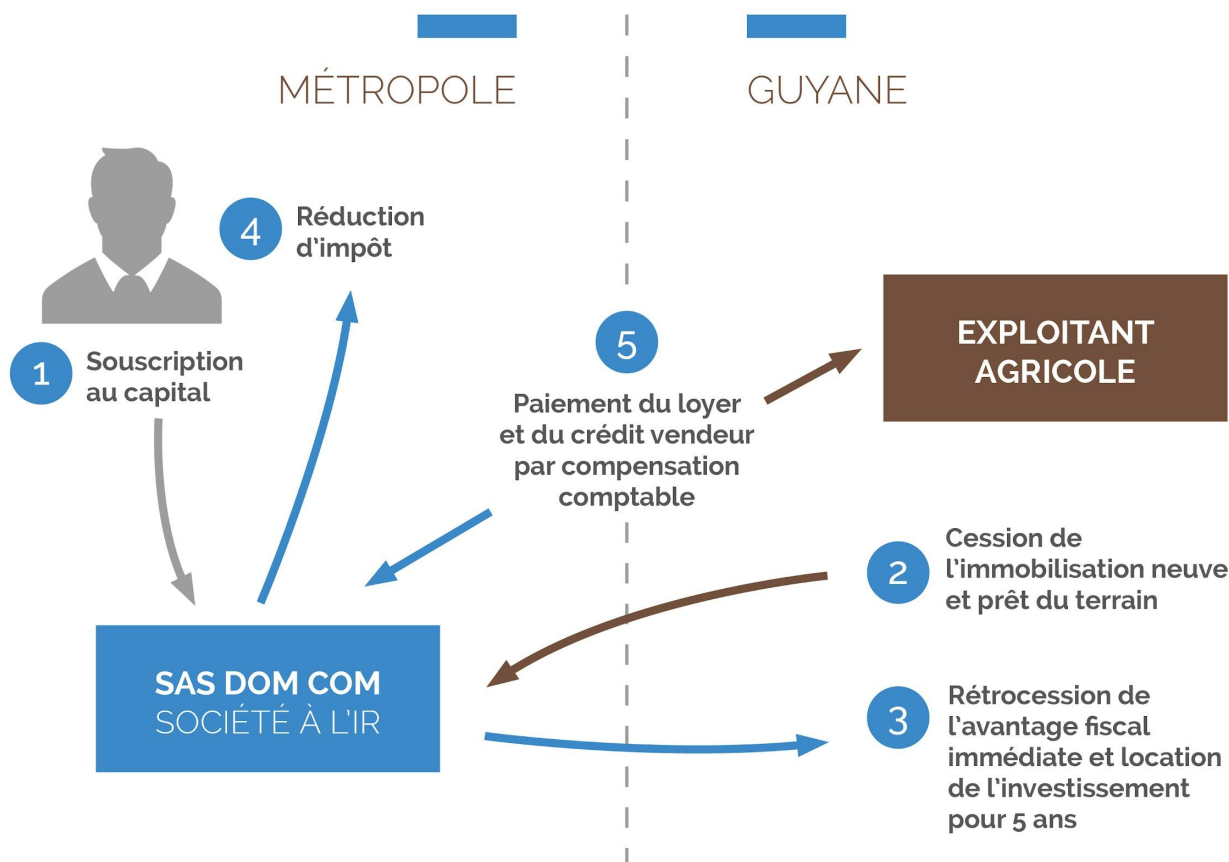 MÉTROPOLE
GUYANE
4
Réduction
d'impôt
1
Souscription
au capital
5
Paiement du loyer
et du crédit vendeur
par compensation
comptable
EXPLOITANT
AGRICOLE
2
Cession de
l'immobilisation neuve
et prêt du terrain
SAS DOM COM
SOCIÉTÉ À L'IR
3
Rétrocession de
l'avantage fiscal
immédiate et location
de l'investissement
pour 5 ans